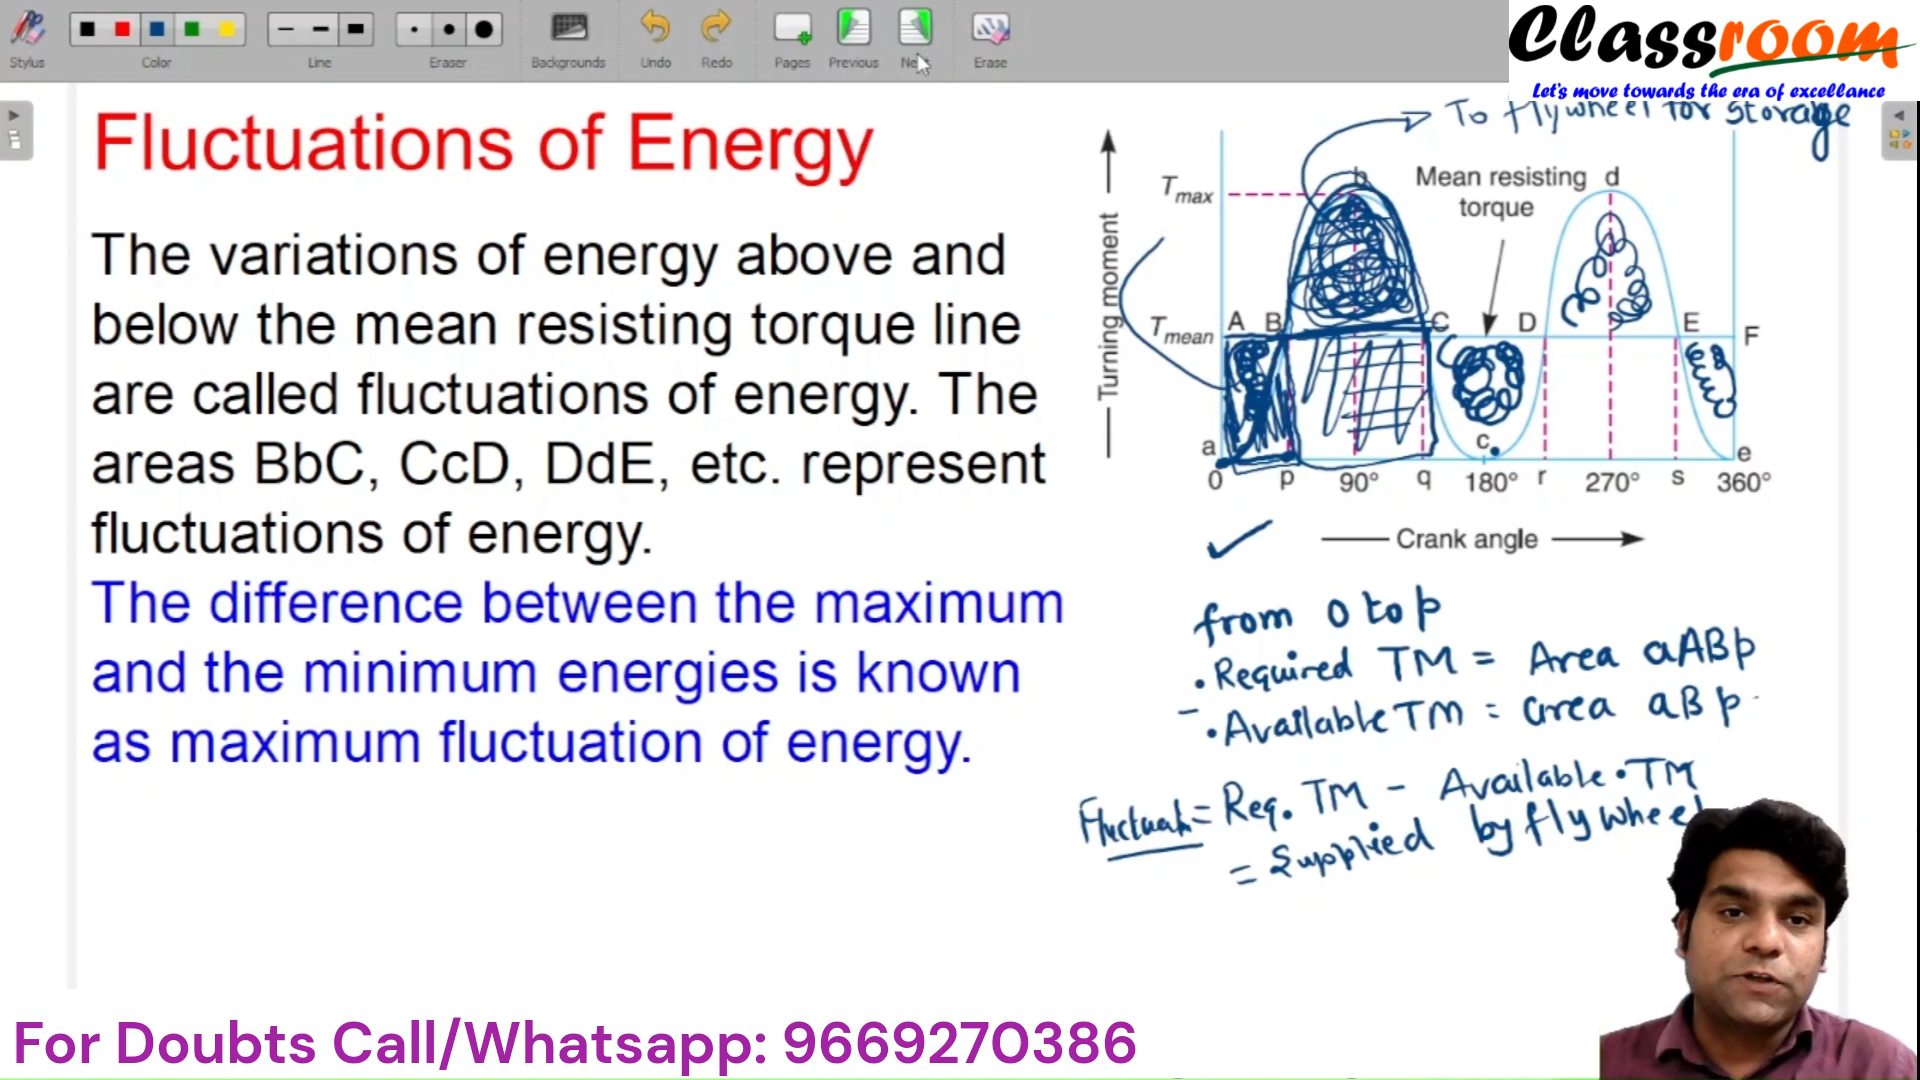 Stylus
Color
Line
Eraser
Backgrounds
Undo
Redo
Pages
Previous
Next
Erase
Classroom
Let's move towards the era of excellance
Fluctuations of Energy
The variations of energy above and
below the mean resisting torque line
are called fluctuations of energy. The
areas BbC, CcD, DdE, etc. represent
fluctuations of energy.
The difference between the maximum
and the minimum energies is known
as maximum fluctuation of energy.
To flywheel for storage
Tmax
b
Mean resisting
torque
d
Turning moment
Tmean
A B C D E F
a
c
e
0 p 90° q 180° r 270° s 360°
Crank angle
from 0 to p
• Required TM = Area aABp
• Available TM = area aBp
= Req. TM - Available • TM
= Supplied by flywheel
For Doubts Call/Whatsapp: 9669270386